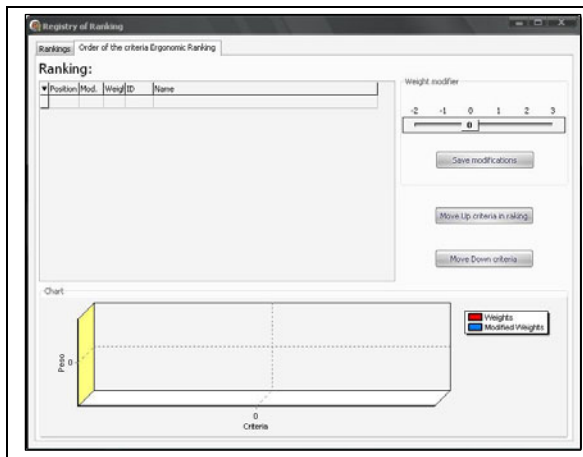 Registry of Ranking
Rankings Order of the criteria Ergonomic Ranking
Ranking:
Position Mod. Weigl ID Name
Weight modifier
-2 -1 0 1 2 3
0
Save modifications
Move Up criteria in raking
Move Down criteria
Chart
Weights
Modified Weights
Peso
0
0
Criteria